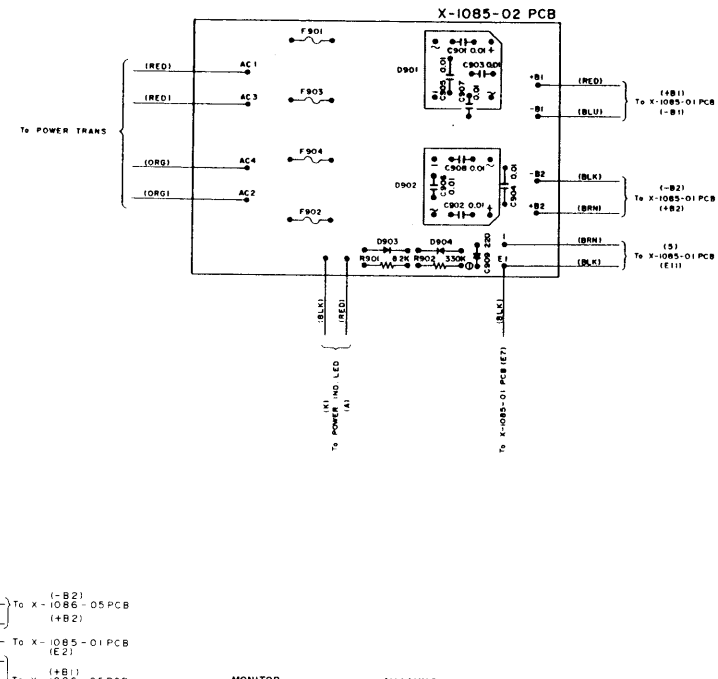 X-1085-02 PCB
F901
C901 0.01
D901
C903 0.01
C905 0.01
C907 0.01
(RED)
AC1
+B1
(RED)
(+B1)
(RED)
AC3
F903
To X-1085-01 PCB
-B1
(BLU)
(-B1)
To POWER TRANS
F904
(ORG)
AC4
C908 0.01
-B2
(BLK)
(-B2)
D902
C906 0.01
C904 0.01
To X-1085-01 PCB
(ORG)
AC2
C902 0.01
+B2
(BRN)
(+B2)
F902
D903
D904
C909 220
1
(BRN)
(5)
R901 8.2K
R902 330K
E1
To X-1085-01 PCB
(BLK)
(E11)
(BLK)
(RED)
(BLK)
(K)
(A)
To POWER IND. LED
To X-1085-01 PCB (E7)
(-B2)
To X-1086-05 PCB
(+B2)
To X-1085-01 PCB
(E2)
(+B1)
MONITOR